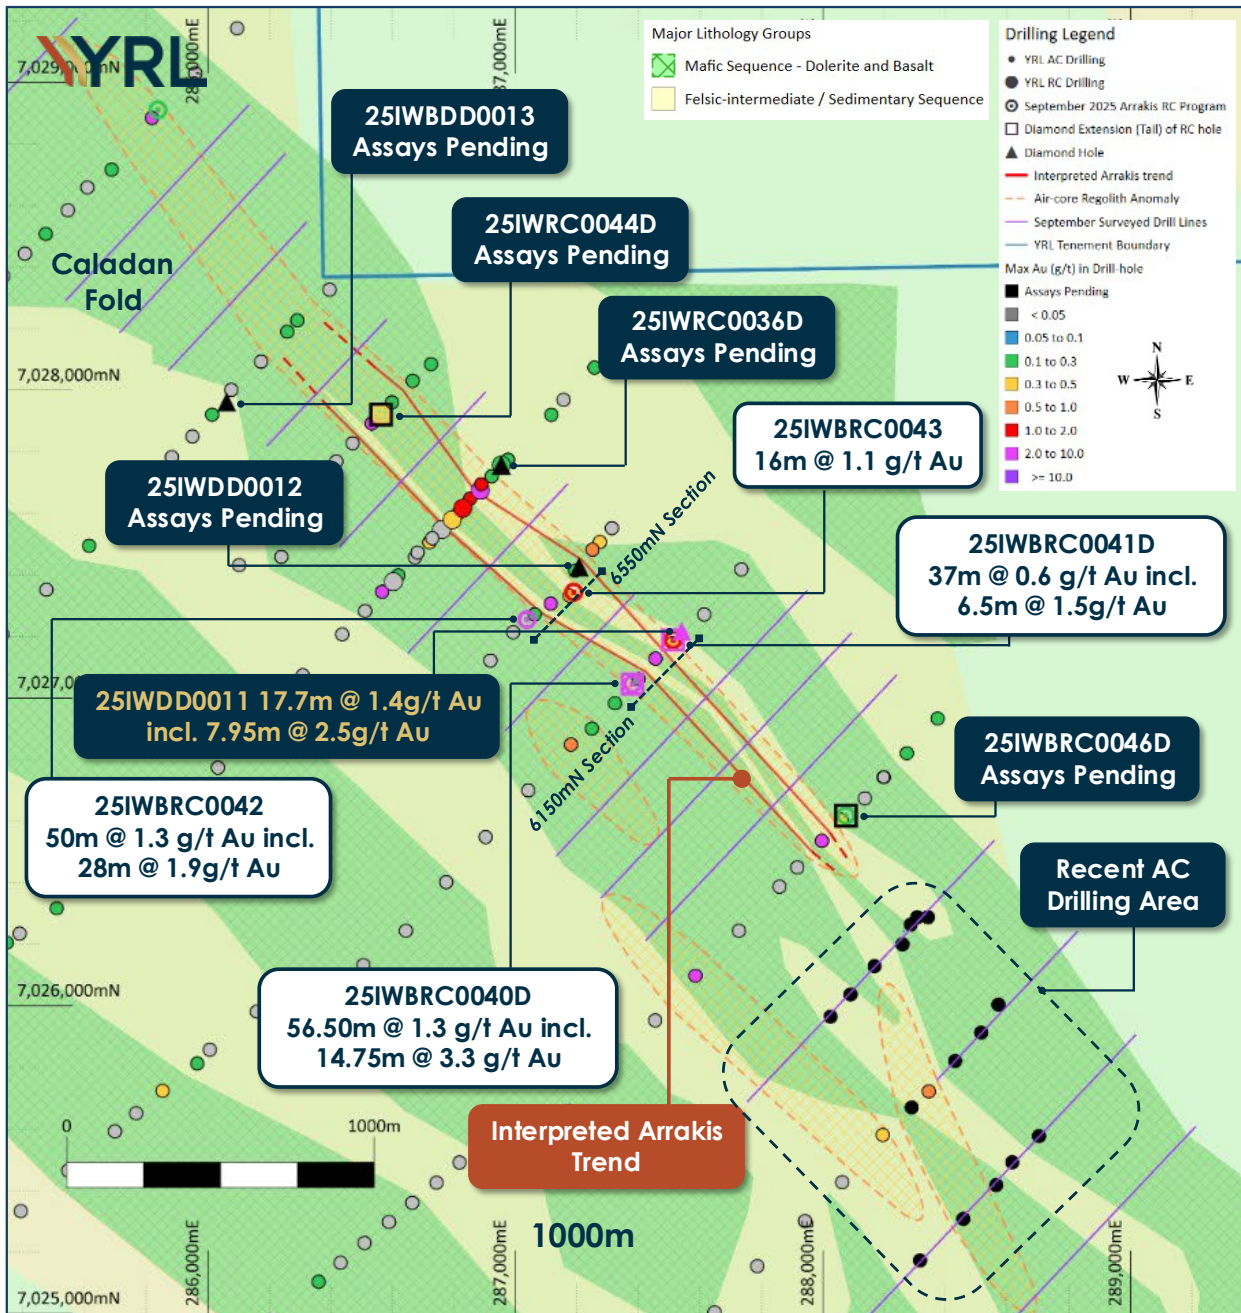 YRL
7,029,000mN
286,000mE
287,000mE
Major Lithology Groups
Mafic Sequence - Dolerite and Basalt
Felsic-intermediate / Sedimentary Sequence
Drilling Legend
YRL AC Drilling
YRL RC Drilling
September 2025 Arrakis RC Program
Diamond Extension (Tail) of RC hole
Diamond Hole
Interpreted Arrakis trend
Air-core Regolith Anomaly
September Surveyed Drill Lines
YRL Tenement Boundary
Max Au (g/t) in Drill-hole
Assays Pending
< 0.05
0.05 to 0.1
0.1 to 0.3
0.3 to 0.5
0.5 to 1.0
1.0 to 2.0
2.0 to 10.0
>= 10.0
N
W
E
S
25IWBDD0013
Assays Pending
25IWRC0044D
Assays Pending
Caladan
Fold
25IWRC0036D
Assays Pending
7,028,000mN
25IWBRC0043
16m @ 1.1 g/t Au
25IWDD0012
Assays Pending
6550mN Section
25IWBRC0041D
37m @ 0.6 g/t Au incl.
6.5m @ 1.5g/t Au
7,027,000mN
25IWDD0011 17.7m @ 1.4g/t Au
incl. 7.95m @ 2.5g/t Au
6150mN Section
25IWBRC0046D
Assays Pending
25IWBRC0042
50m @ 1.3 g/t Au incl.
28m @ 1.9g/t Au
Recent AC
Drilling Area
7,026,000mN
25IWBRC0040D
56.50m @ 1.3 g/t Au incl.
14.75m @ 3.3 g/t Au
0
1000m
Interpreted Arrakis
Trend
1000m
7,025,000mN
286,000mE
287,000mE
288,000mE
289,000mE